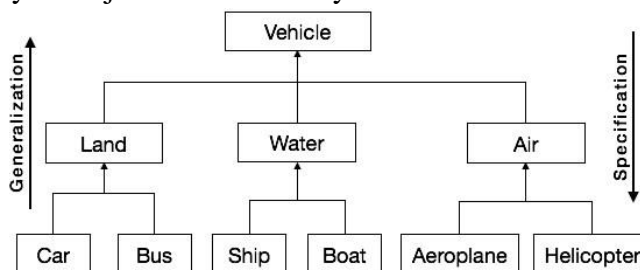 Vehicle
Generalization
Specification
Land
Water
Air
Car
Bus
Ship
Boat
Aeroplane
Helicopter